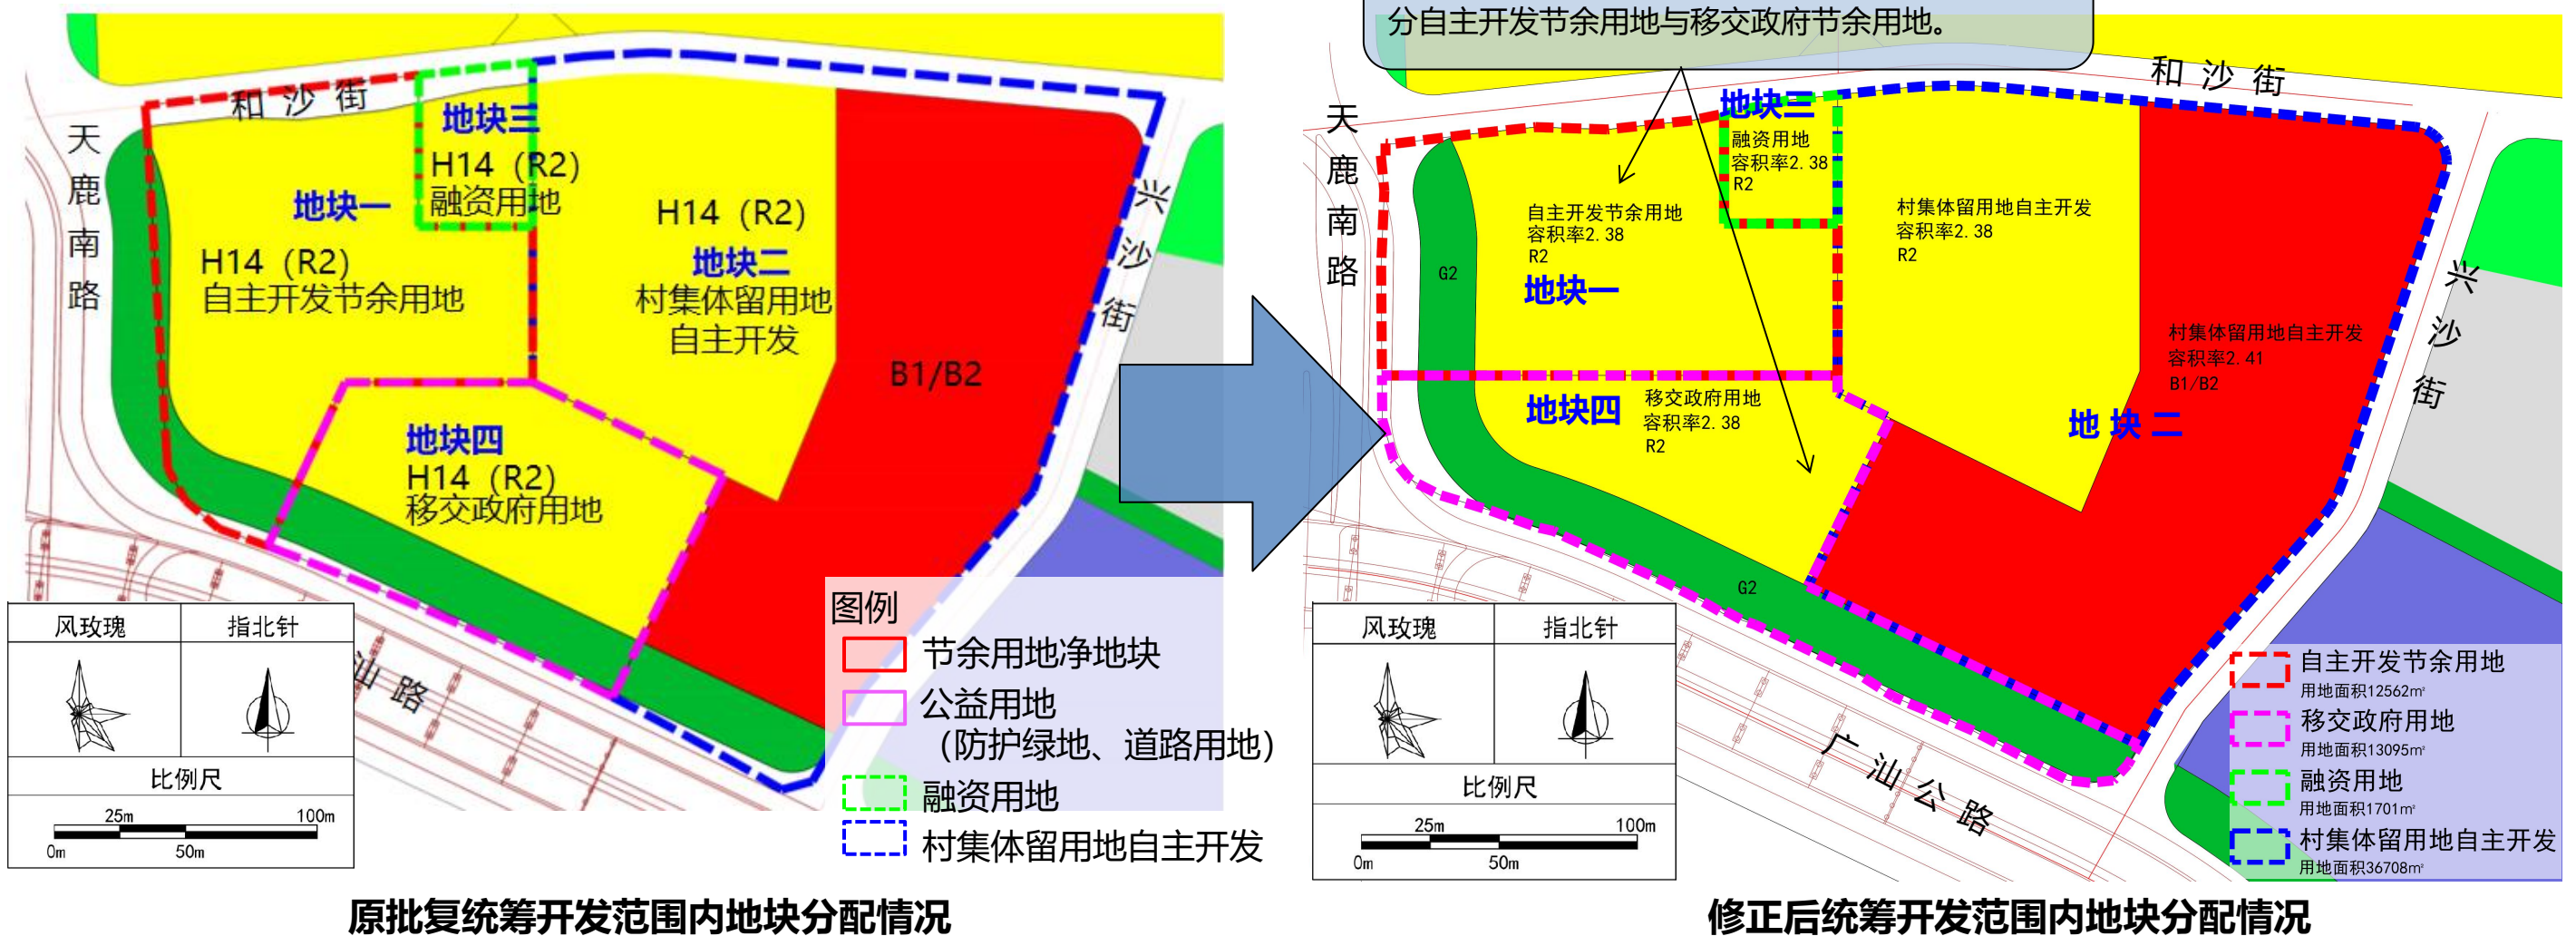 分自主开发节余用地与移交政府节余用地。
和沙街
天鹿南路
地块三
H14（R2）
融资用地
地块一
H14（R2）
自主开发节余用地
H14（R2）
地块二
村集体留用地
自主开发
兴沙街
B1/B2
地块四
H14（R2）
移交政府用地
汕路
风玫瑰
指北针
比例尺
25m
100m
0m
50m
图例
节余用地净地块
公益用地
（防护绿地、道路用地）
融资用地
村集体留用地自主开发
原批复统筹开发范围内地块分配情况
和沙街
天鹿南路
地块三
融资用地
容积率2.38
R2
自主开发节余用地
容积率2.38
R2
地块一
G2
村集体留用地自主开发
容积率2.38
R2
村集体留用地自主开发
容积率2.41
B1/B2
地块二
兴沙街
地块四
移交政府用地
容积率2.38
R2
G2
广汕公路
风玫瑰
指北针
比例尺
25m
100m
0m
50m
自主开发节余用地
用地面积12562㎡
移交政府用地
用地面积13095㎡
融资用地
用地面积1701㎡
村集体留用地自主开发
用地面积36708㎡
修正后统筹开发范围内地块分配情况